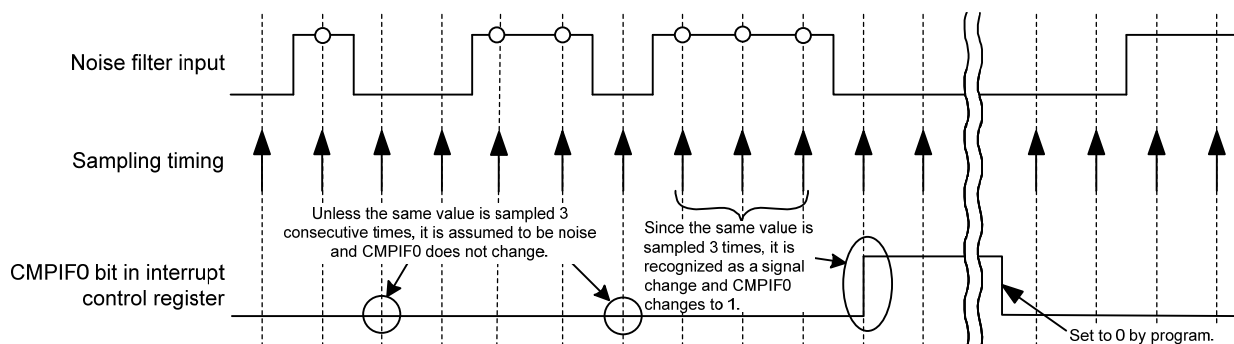 Noise filter input
Sampling timing
Unless the same value is sampled 3
consecutive times, it is assumed to be noise
and CMPIF0 does not change.
Since the same value is
sampled 3 times, it is
recognized as a signal
change and CMPIF0
changes to 1.
CMPIF0 bit in interrupt
control register
Set to 0 by program.